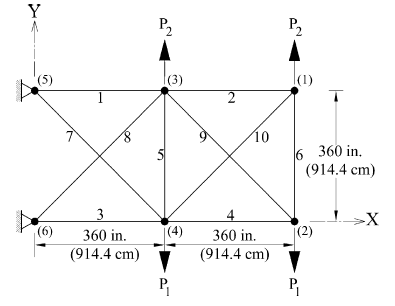 Y
P₂ P₂
(5) (3) (1)
1 2
7 8 9 10
5 6 360 in.
(914.4 cm)
3 4
(6) (4) (2) X
360 in. 360 in.
(914.4 cm) (914.4 cm)
P₁ P₁